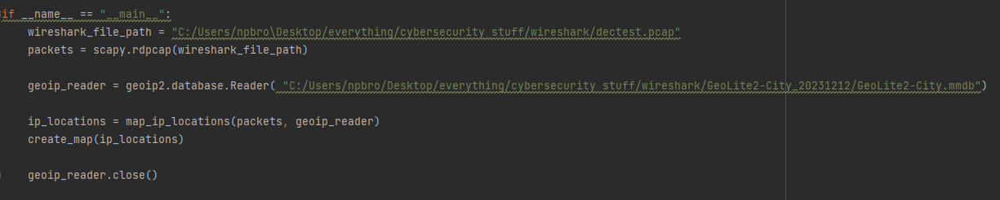 if __name__ == "__main__":
    wireshark_file_path = "C:/Users/npbro\Desktop/everything/cybersecurity stuff/wireshark/dectest.pcap"
    packets = scapy.rdpcap(wireshark_file_path)
    geoip_reader = geoip2.database.Reader( "C:/Users/npbro/Desktop/everything/cybersecurity stuff/wireshark/GeoLite2-City_20231212/GeoLite2-City.mmdb")
    ip_locations = map_ip_locations(packets, geoip_reader)
    create_map(ip_locations)
    geoip_reader.close()